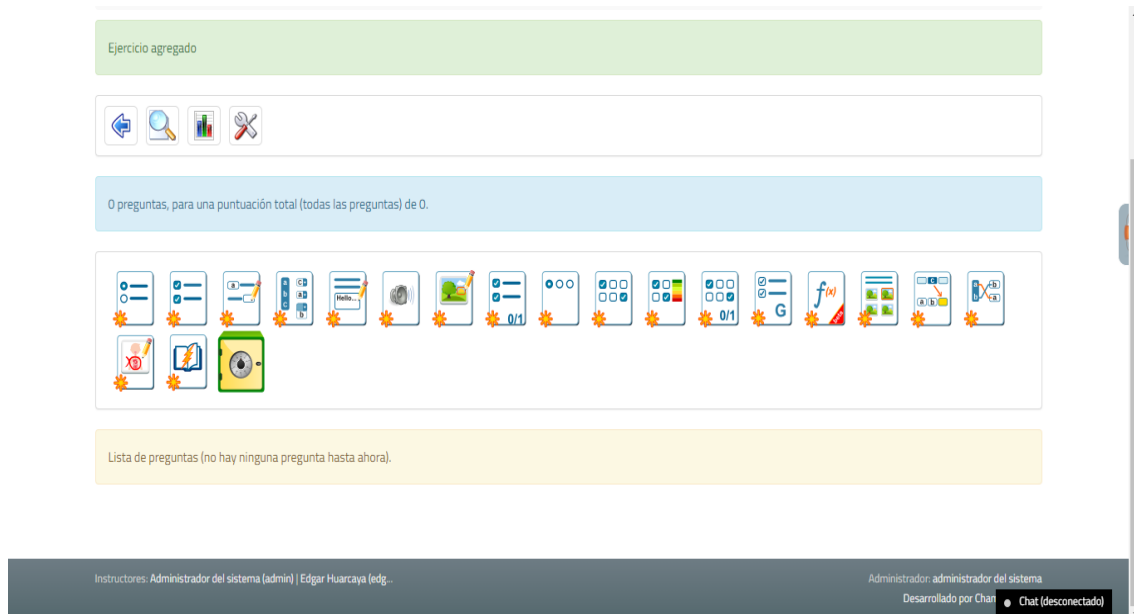 Ejercicio agregado
0 preguntas, para una puntuación total (todas las preguntas) de 0.
a
a
b
c
c
a
b
Hello...
0/1
0/1
G
f(x)
c
a b
a b
b a
Lista de preguntas (no hay ninguna pregunta hasta ahora).
Instructores: Administrador del sistema (admin) | Edgar Huarcaya (edg...
Administrador: administrador del sistema
Desarrollado por Cham
Chat (desconectado)